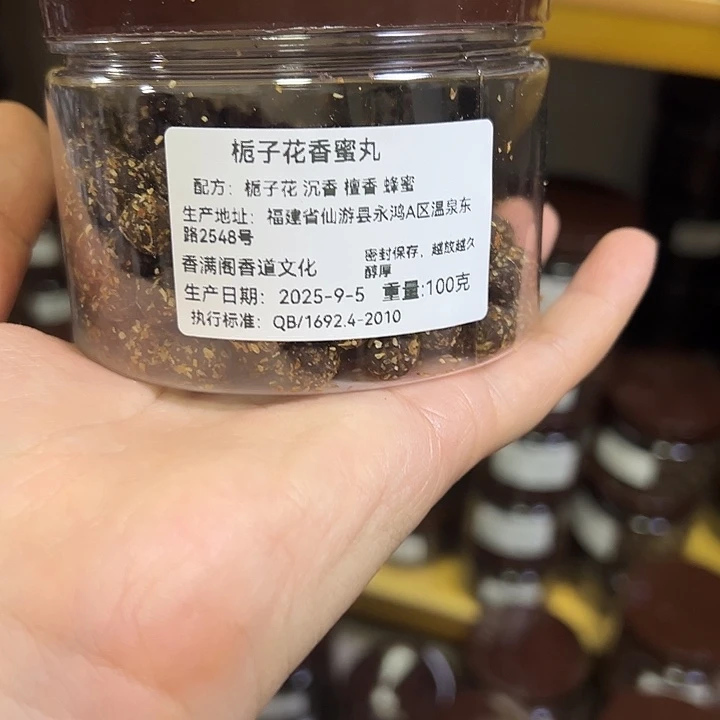 栀子花香蜜丸
配方：栀子花 沉香 檀香 蜂蜜
生产地址：福建省仙游县永鸿A区温泉东
路2548号
香满阁香道文化
密封保存，越放越久
醇厚
生产日期：2025-9-5 重量:100克
执行标准：QB/1692.4-2010